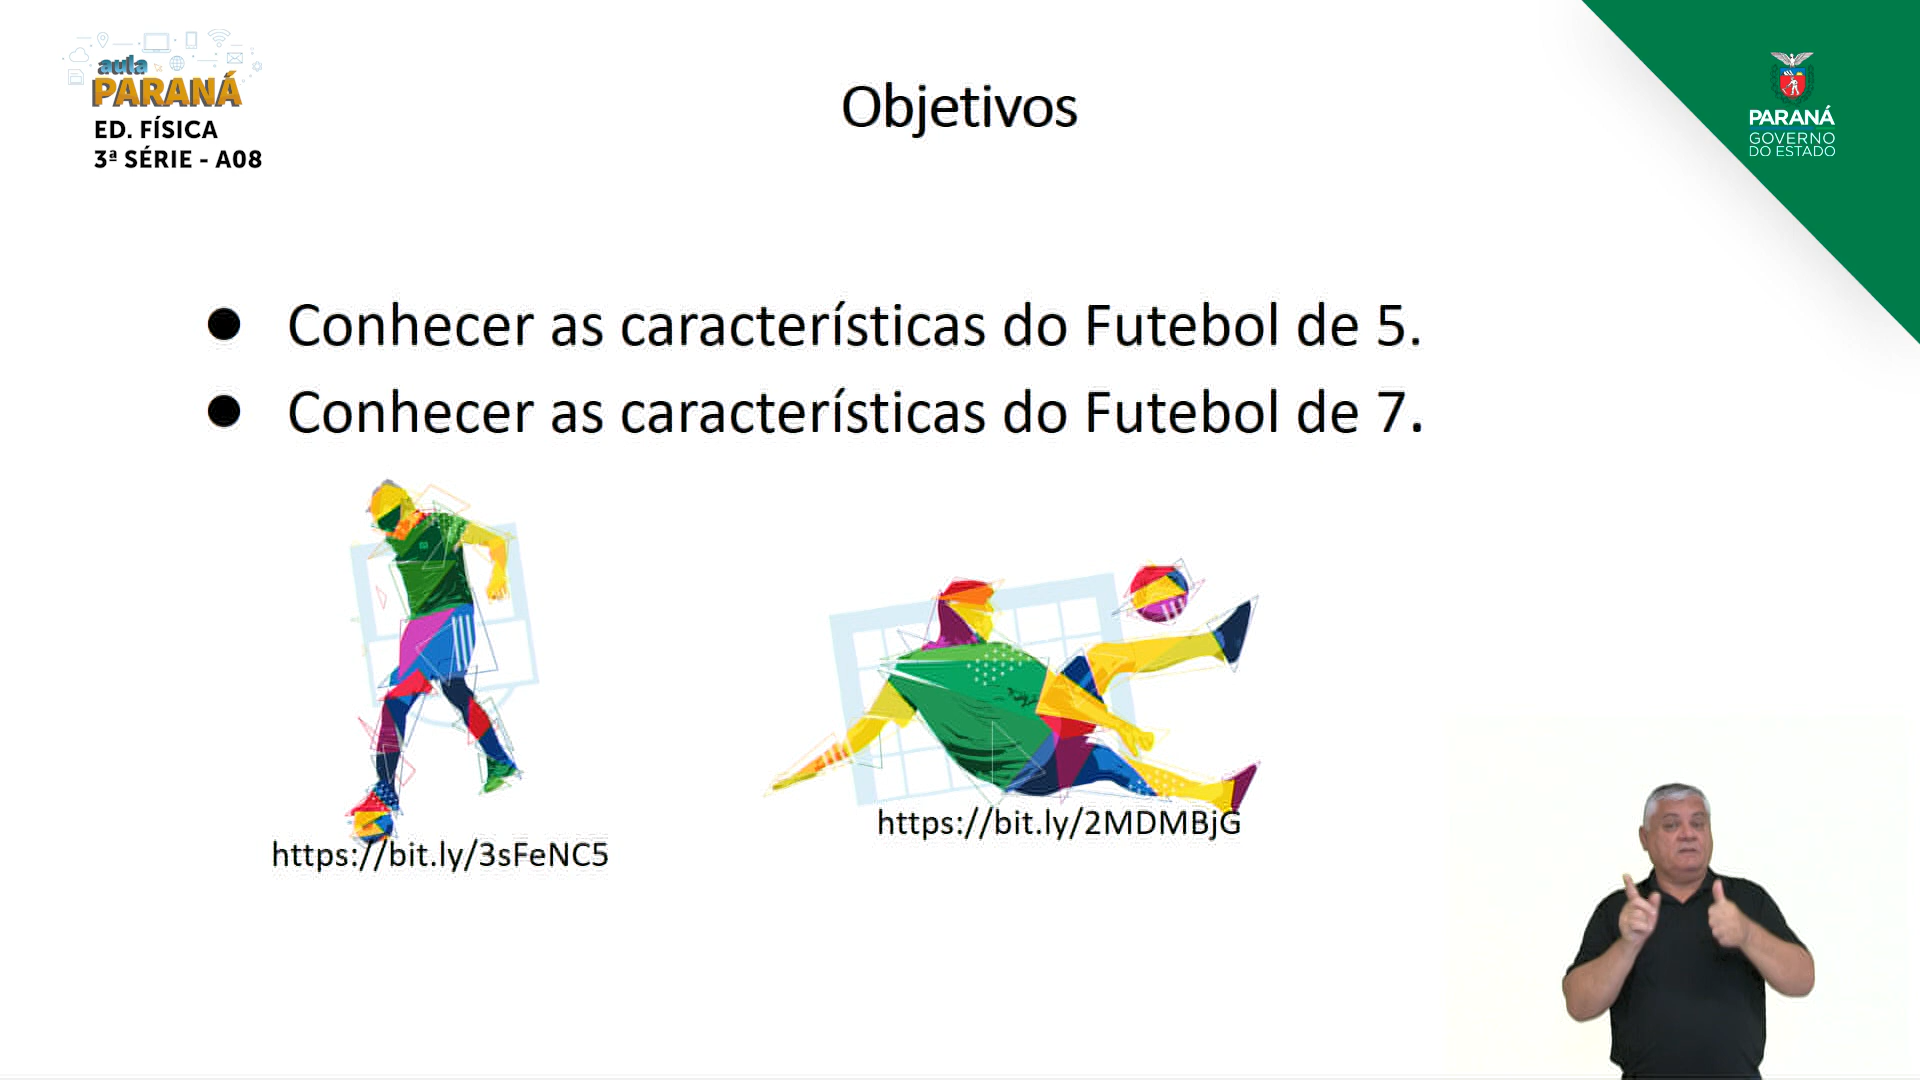 aula
PARANÁ
ED. FÍSICA
3ª SÉRIE - A08
Objetivos
PARANÁ
GOVERNO
DO ESTADO
● Conhecer as características do Futebol de 5.
● Conhecer as características do Futebol de 7.
https://bit.ly/3sFeNC5
https://bit.ly/2MDMBjG